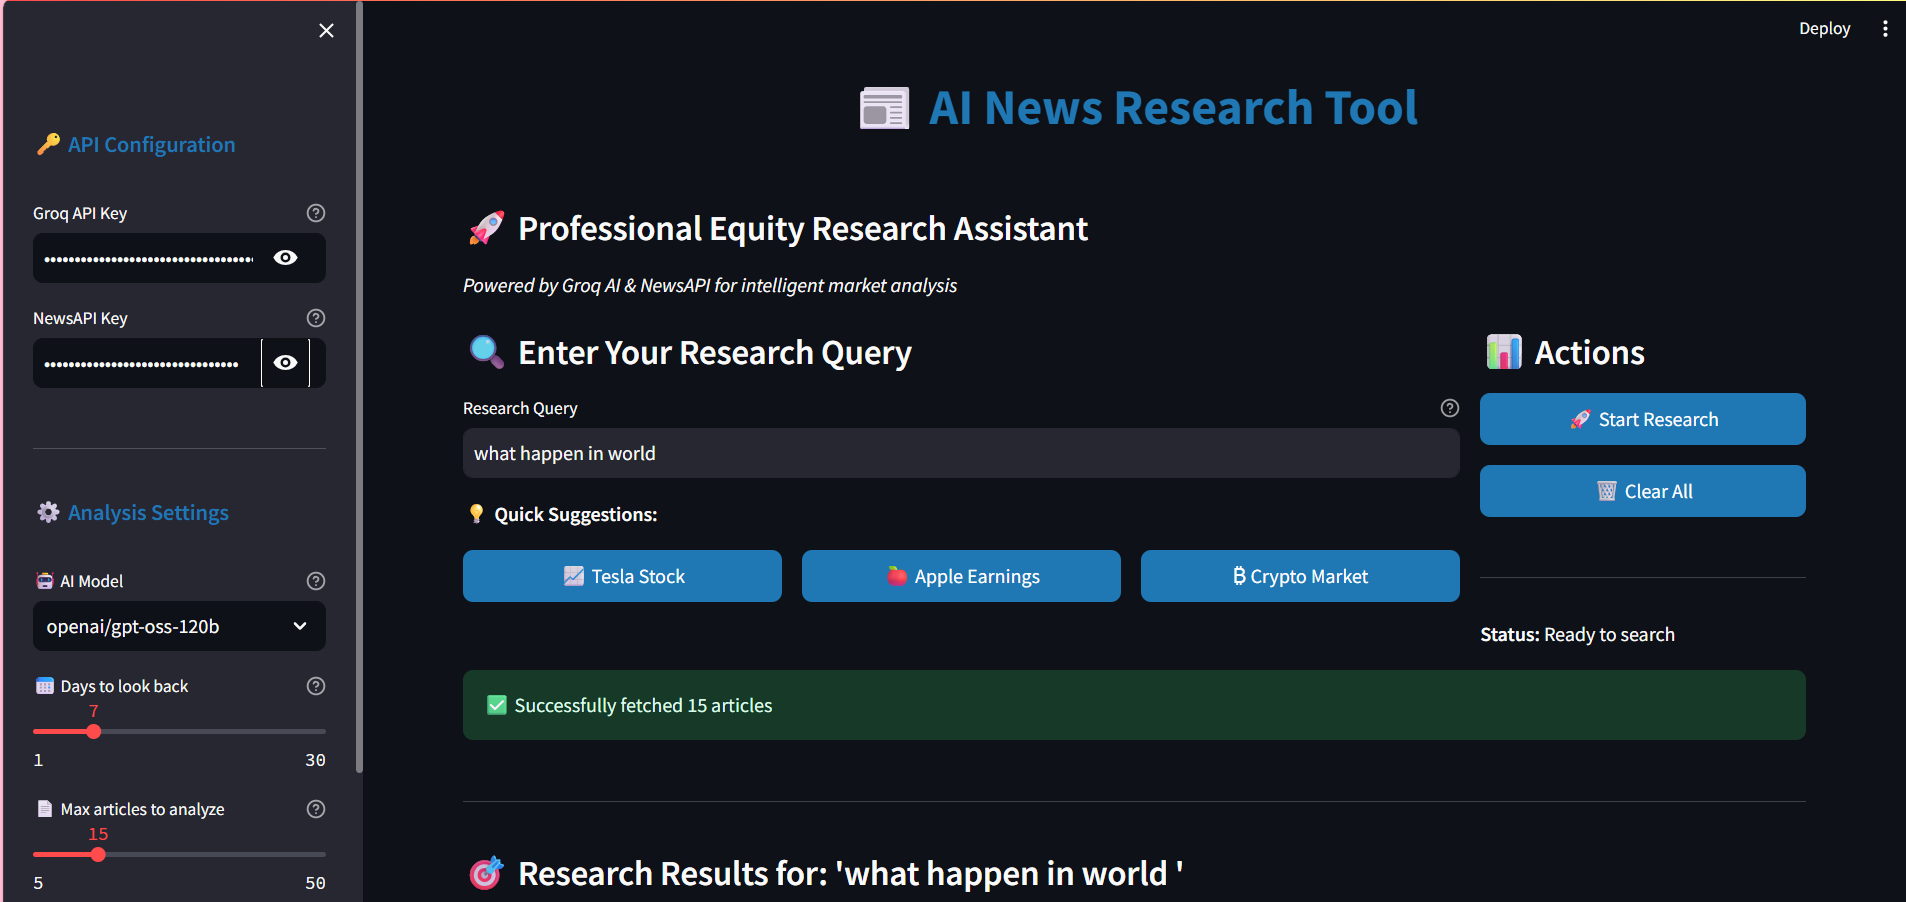 Deploy
API Configuration
Groq API Key
NewsAPI Key
Analysis Settings
AI Model
openai/gpt-oss-120b
Days to look back
7
1 30
Max articles to analyze
15
5 50
AI News Research Tool
Professional Equity Research Assistant
Powered by Groq AI & NewsAPI for intelligent market analysis
Enter Your Research Query
Research Query
what happen in world
Quick Suggestions:
Tesla Stock
Apple Earnings
₿ Crypto Market
Actions
Start Research
Clear All
Status: Ready to search
Successfully fetched 15 articles
Research Results for: 'what happen in world '